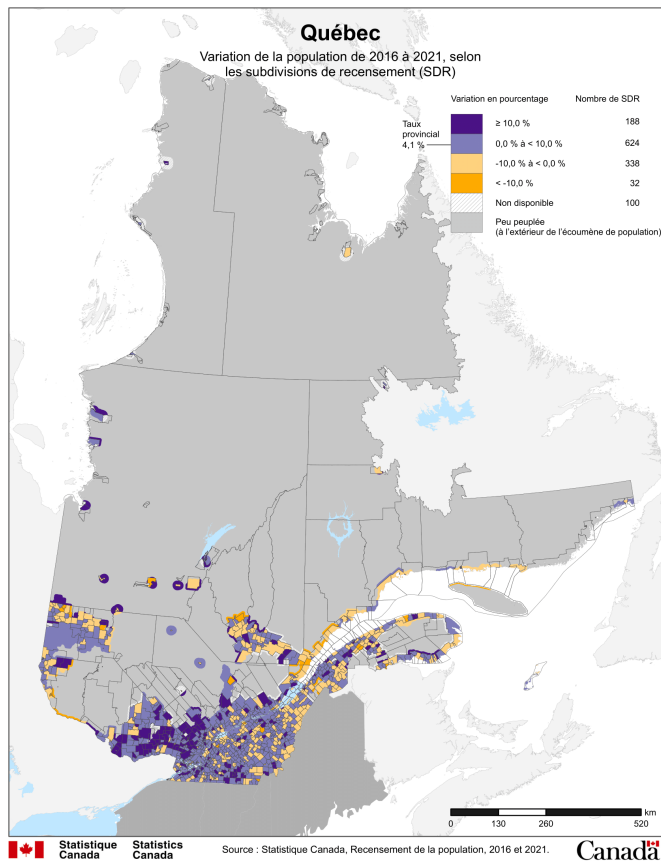 Québec
Variation de la population de 2016 à 2021, selon
les subdivisions de recensement (SDR)
Variation en pourcentage
Nombre de SDR
Taux
provincial
4,1 %
≥ 10,0 %
188
0,0 % à < 10,0 %
624
-10,0 % à < 0,0 %
338
< -10,0 %
32
Non disponible
100
Peu peuplée
(à l'extérieur de l'écoumène de population)
km
0
130
260
520
Statistique
Canada
Statistics
Canada
Source : Statistique Canada, Recensement de la population, 2016 et 2021.
Canada